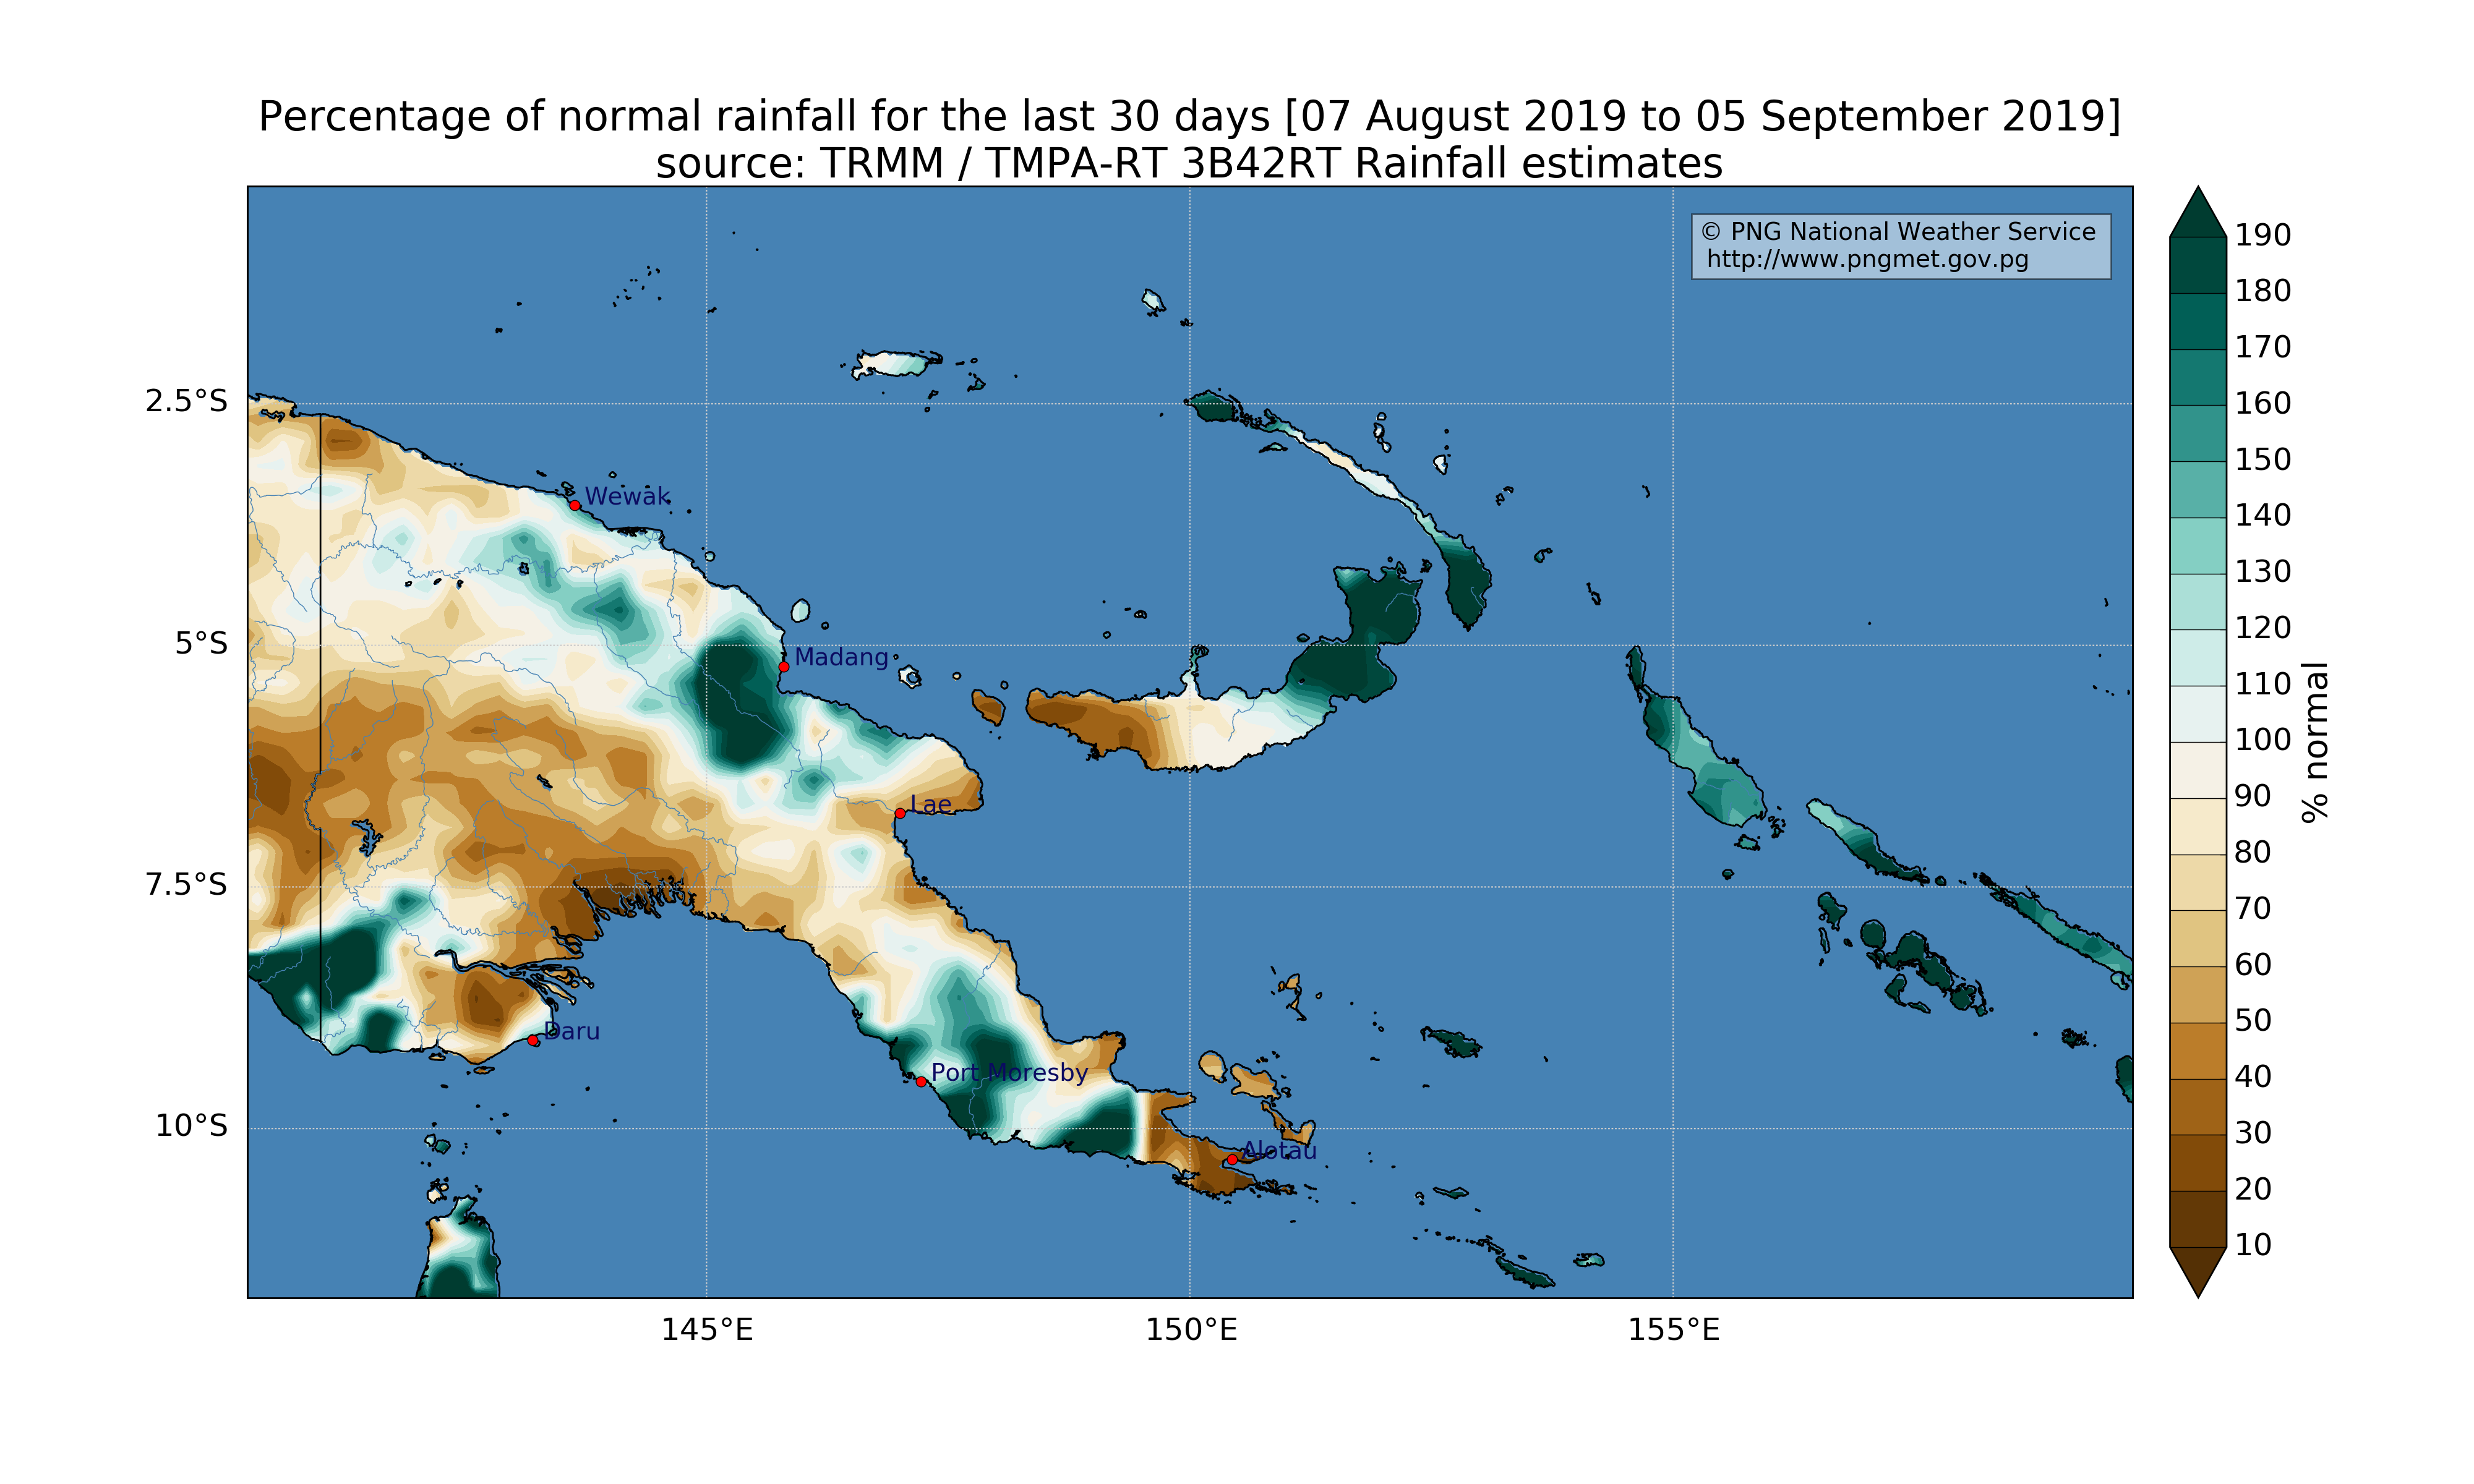 Percentage of normal rainfall for the last 30 days [07 August 2019 to 05 September 2019]
source: TRMM / TMPA-RT 3B42RT Rainfall estimates
© PNG National Weather Service
http://www.pngmet.gov.pg
2.5°S
5°S
7.5°S
10°S
145°E
150°E
155°E
Wewak
Madang
Lae
Daru
Port Moresby
Alotau
190
180
170
160
150
140
130
120
110
100
90
80
70
60
50
40
30
20
10
% normal